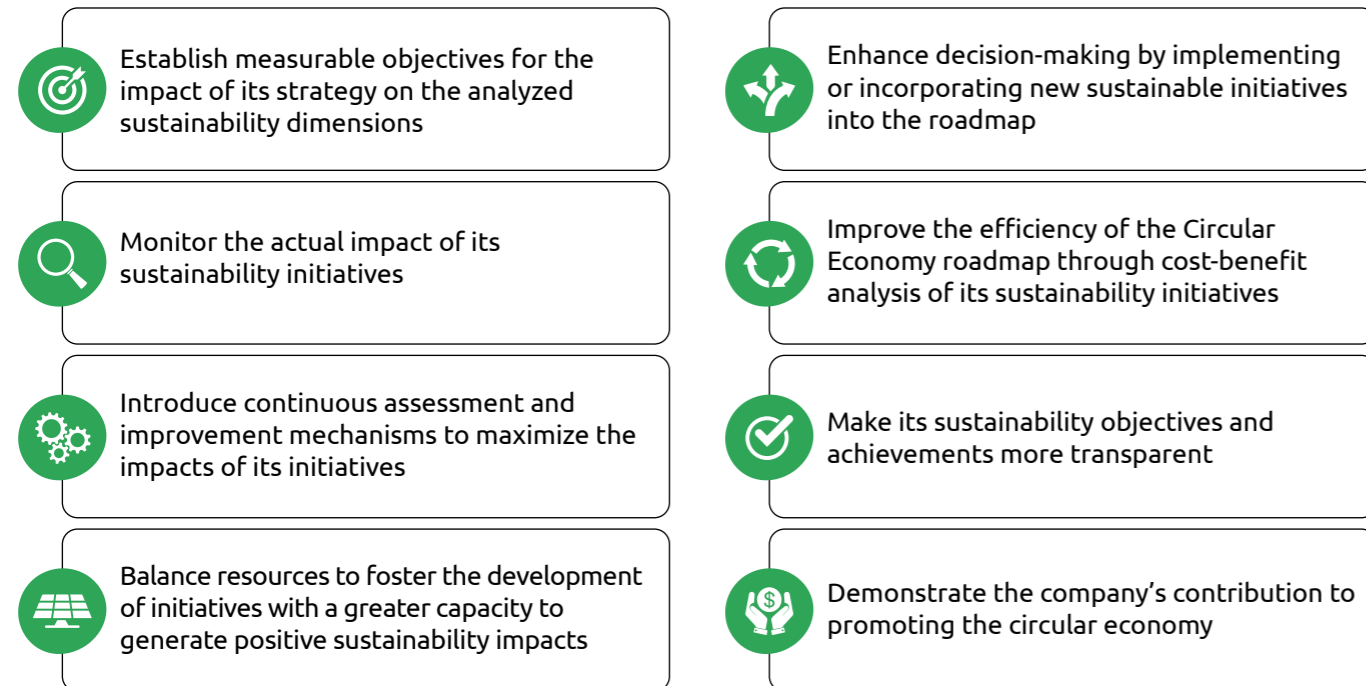 Establish measurable objectives for the
impact of its strategy on the analyzed
sustainability dimensions
Monitor the actual impact of its
sustainability initiatives
Introduce continuous assessment and
improvement mechanisms to maximize the
impacts of its initiatives
Balance resources to foster the development
of initiatives with a greater capacity to
generate positive sustainability impacts
Enhance decision-making by implementing
or incorporating new sustainable initiatives
into the roadmap
Improve the efficiency of the Circular
Economy roadmap through cost-benefit
analysis of its sustainability initiatives
Make its sustainability objectives and
achievements more transparent
$
Demonstrate the company’s contribution to
promoting the circular economy